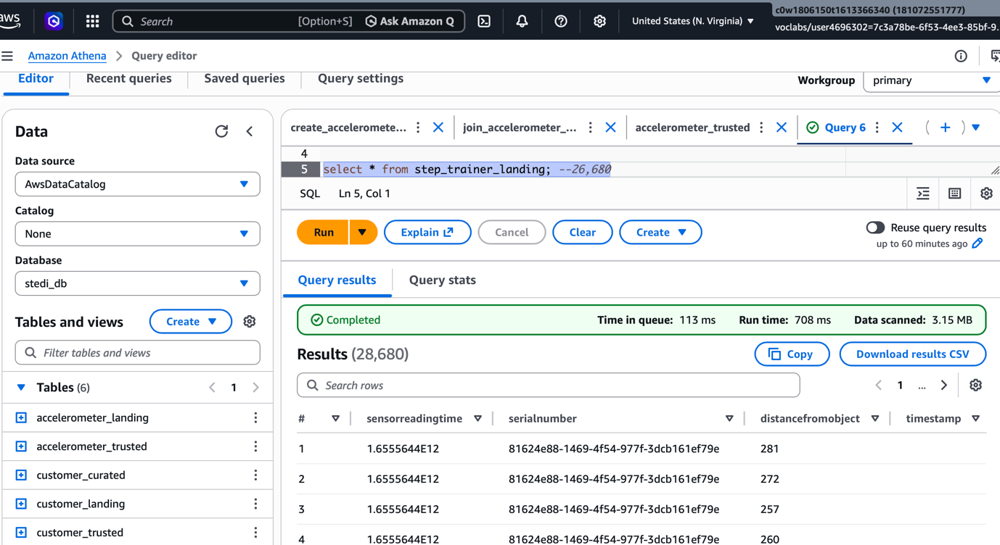 aws
Search [Option+S] Ask Amazon Q United States (N. Virginia) c0w1806150t1613366340 (181072551777)
voclabs/user4696302=7c3a78be-6f53-4ee3-85bf-9.
Amazon Athena > Query editor
Editor Recent queries Saved queries Query settings Workgroup primary
create_acceleromete... join_accelerometer_... accelerometer_trusted Query 6 ( + )
Data
Data source
AwsDataCatalog
Catalog
None
Database
stedi_db
Tables and views Create
Filter tables and views
Tables (6) < 1 >
accelerometer_landing
accelerometer_trusted
customer_curated
customer_landing
customer_trusted
4
5 select * from step_trainer_landing; --26,680
SQL Ln 5, Col 1
Run Explain Cancel Clear Create Reuse query results
up to 60 minutes ago
Query results Query stats
Completed Time in queue: 113 ms Run time: 708 ms Data scanned: 3.15 MB
Results (28,680) Copy Download results CSV
Search rows < 1 ... >
# sensorreadingtime serialnumber distancefromobject timestamp
1 1.6555644E12 81624e88-1469-4f54-977f-3dcb161ef79e 281
2 1.6555644E12 81624e88-1469-4f54-977f-3dcb161ef79e 272
3 1.6555644E12 81624e88-1469-4f54-977f-3dcb161ef79e 257
4 1.6555644E12 81624e88-1469-4f54-977f-3dcb161ef79e 260